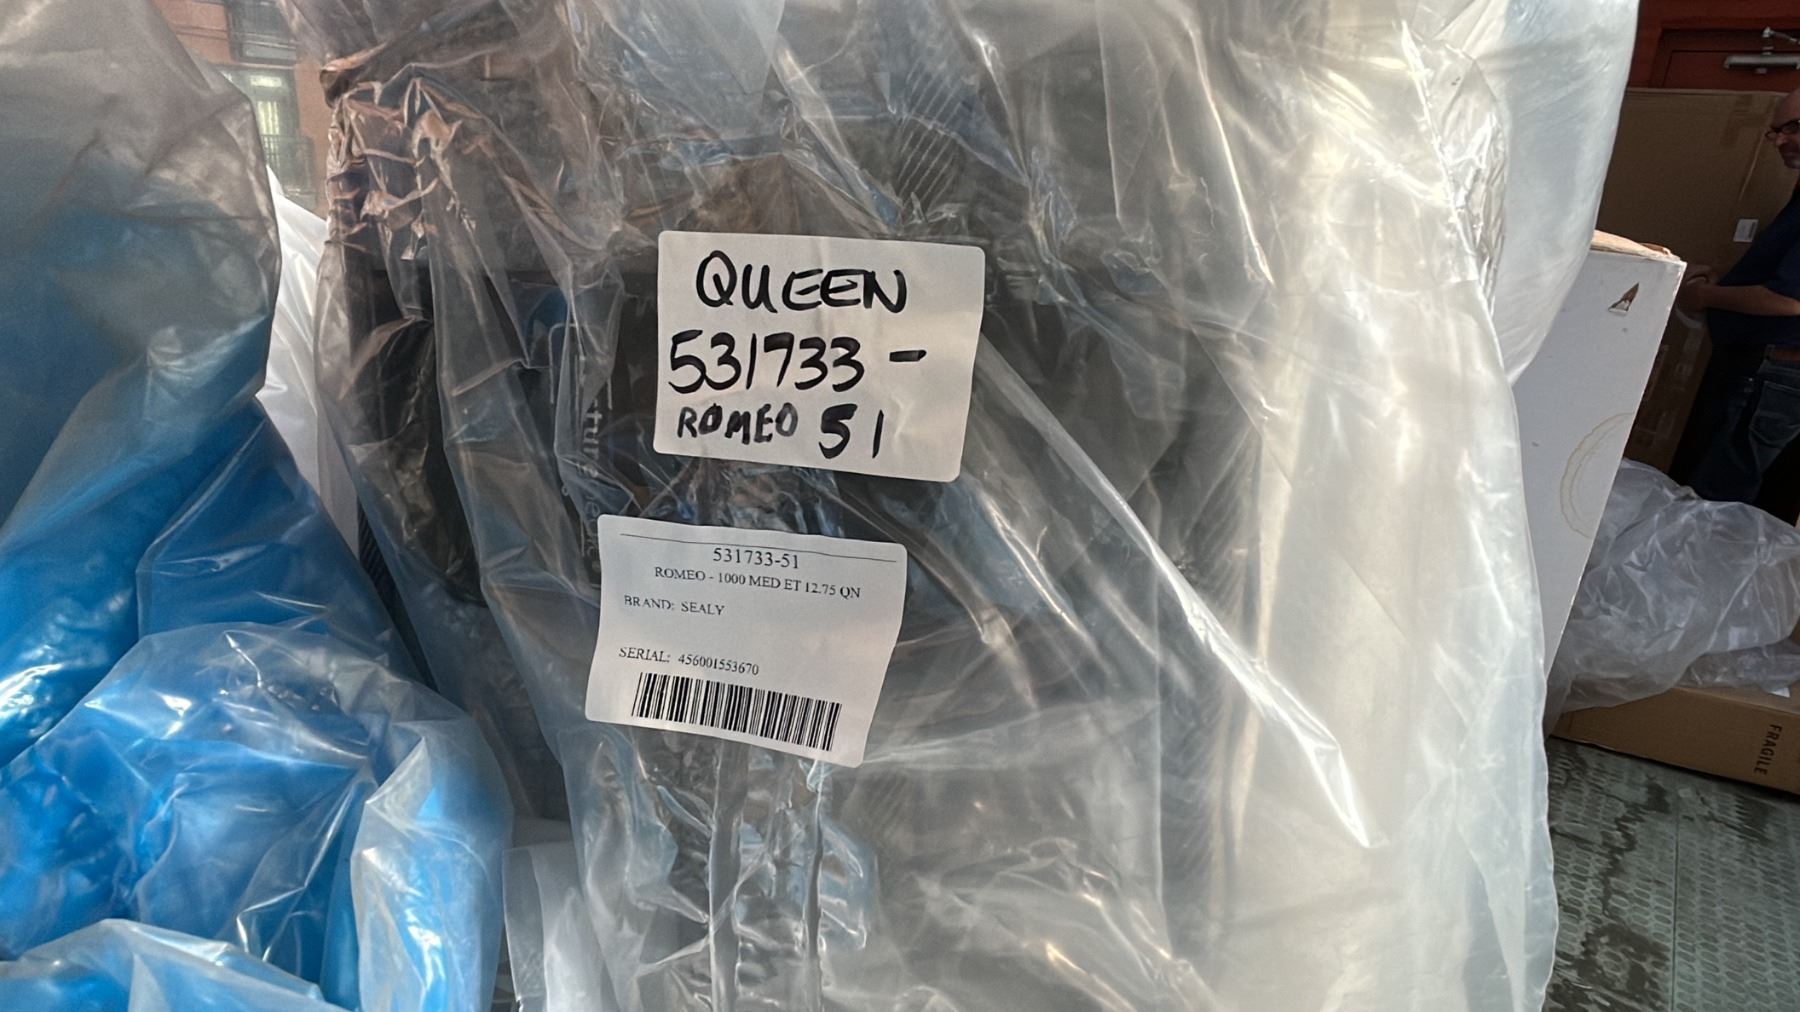 QUEEN
531733-
ROMEO 51
531733-51
ROMEO - 1000 MED ET 12.75 QN
BRAND: SEALY
SERIAL: 456001553670
FRAGILE